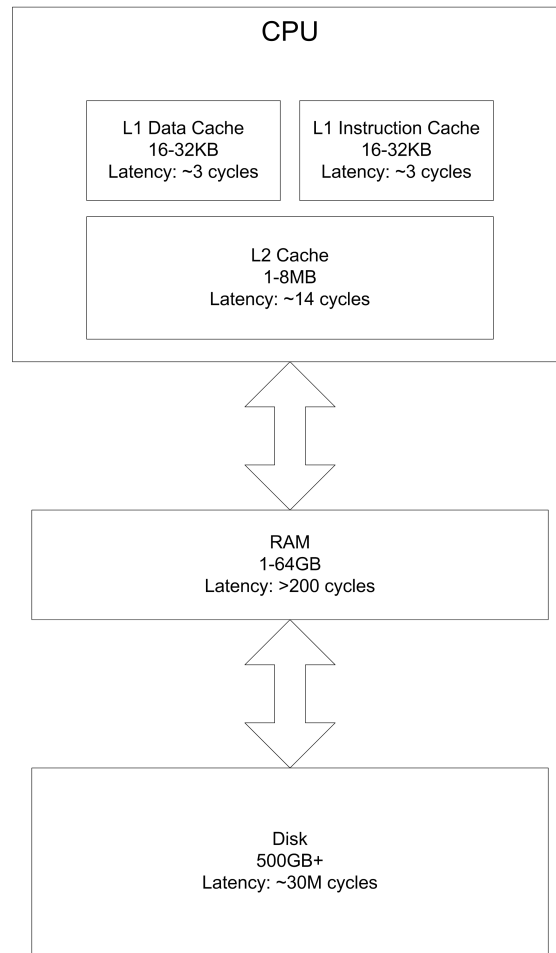 CPU
L1 Data Cache
16-32KB
Latency: ~3 cycles
L1 Instruction Cache
16-32KB
Latency: ~3 cycles
L2 Cache
1-8MB
Latency: ~14 cycles
RAM
1-64GB
Latency: >200 cycles
Disk
500GB+
Latency: ~30M cycles